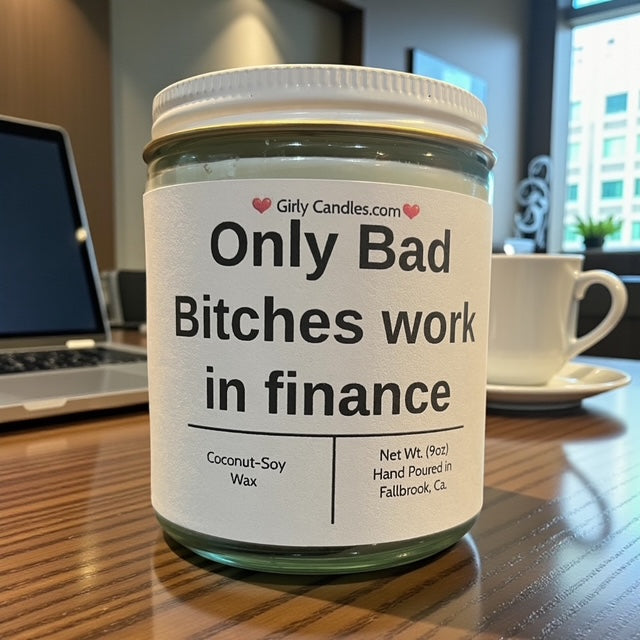 Girly Candles.com
Only Bad
Bitches work
in finance
Coconut-Soy
Wax
Net Wt. (9oz)
Hand Poured in
Fallbrook, Ca.